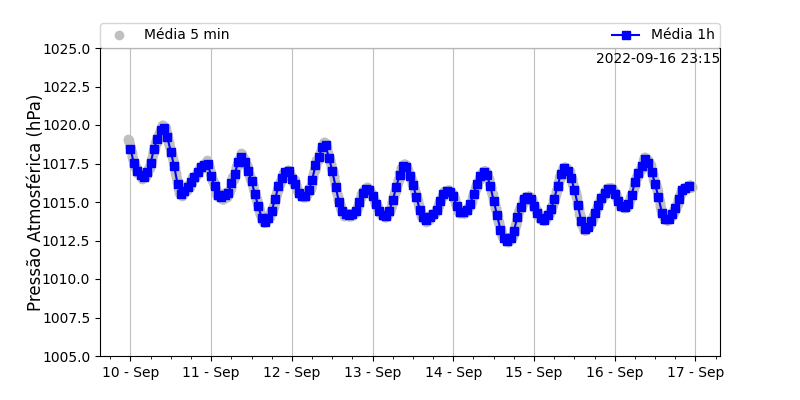 Média 5 min
Média 1h
2022-09-16 23:15
Pressão Atmosférica (hPa)
1025.0
1022.5
1020.0
1017.5
1015.0
1012.5
1010.0
1007.5
1005.0
10 - Sep
11 - Sep
12 - Sep
13 - Sep
14 - Sep
15 - Sep
16 - Sep
17 - Sep